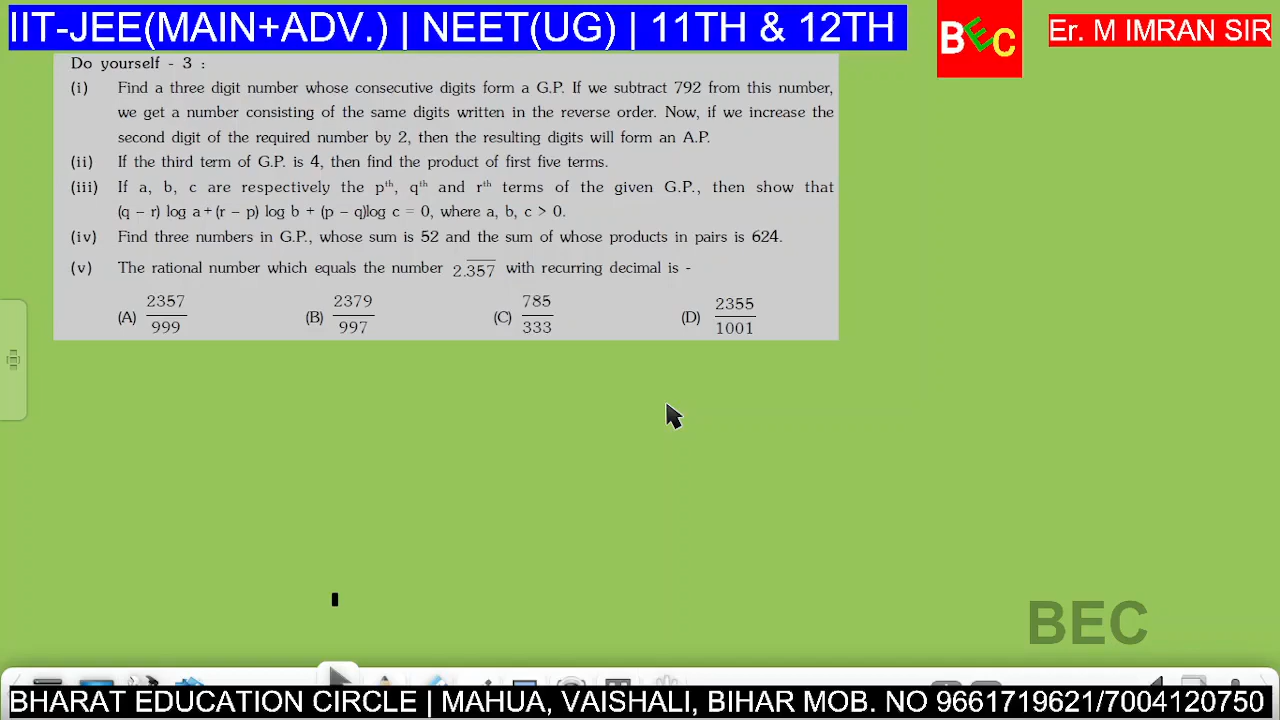 IIT-JEE(MAIN+ADV.) | NEET(UG) | 11TH & 12TH
BEC
Er. M IMRAN SIR
Do yourself - 3 :
(i) Find a three digit number whose consecutive digits form a G.P. If we subtract 792 from this number,
we get a number consisting of the same digits written in the reverse order. Now, if we increase the
second digit of the required number by 2, then the resulting digits will form an A.P.
(ii) If the third term of G.P. is 4, then find the product of first five terms.
(iii) If a, b, c are respectively the pᵗʰ, qᵗʰ and rᵗʰ terms of the given G.P., then show that
(q – r) log a + (r – p) log b + (p – q)log c = 0, where a, b, c > 0.
(iv) Find three numbers in G.P., whose sum is 52 and the sum of whose products in pairs is 624.
(v) The rational number which equals the number 2.3̅5̅7̅ with recurring decimal is -
(A) 2357/999 (B) 2379/997 (C) 785/333 (D) 2355/1001
BEC
BHARAT EDUCATION CIRCLE | MAHUA, VAISHALI, BIHAR MOB. NO 9661719621/7004120750